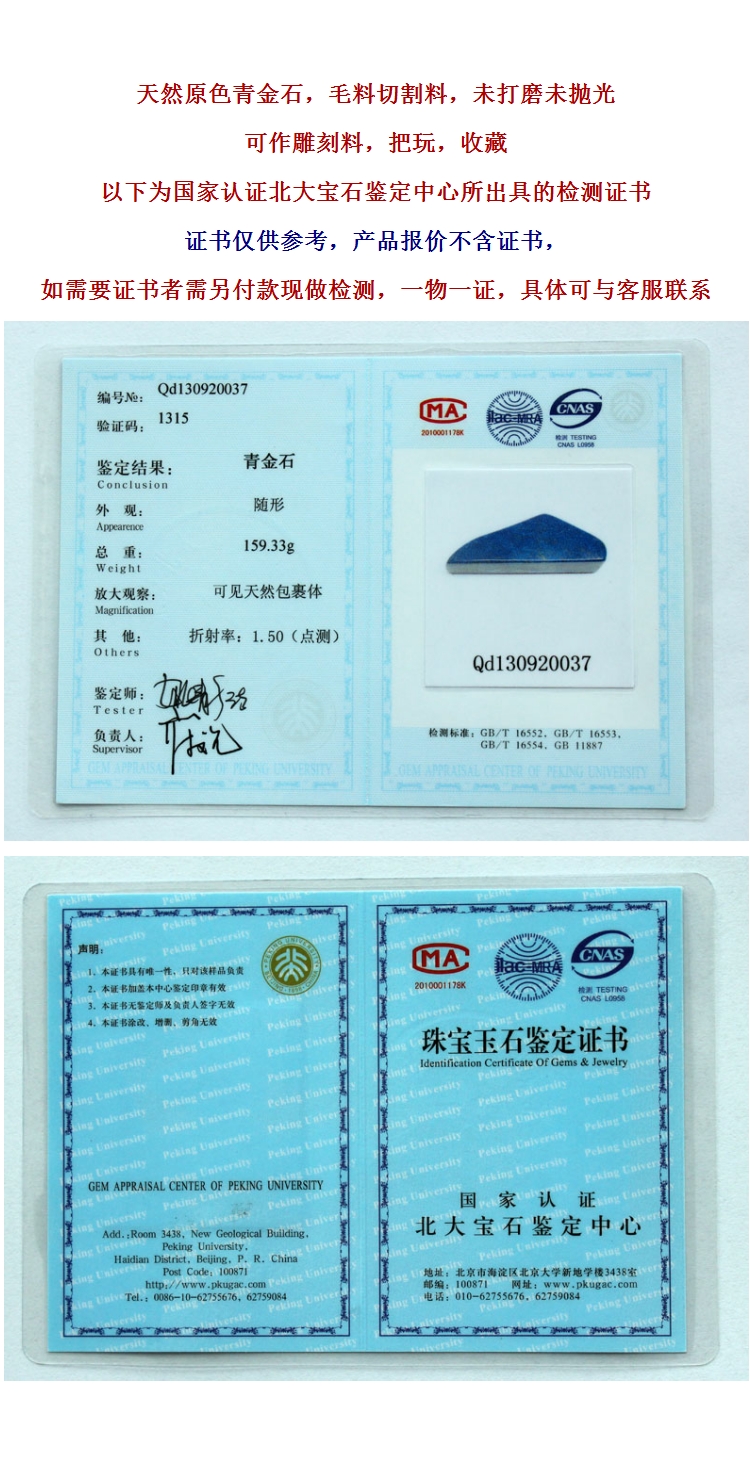 天然原色青金石，毛料切割料，未打磨未抛光
可作雕刻料，把玩，收藏
以下为国家认证北大宝石鉴定中心所出具的检测证书
证书仅供参考，产品报价不含证书，
如需要证书者需另付款现做检测，一物一证，具体可与客服联系
编号№： Qd130920037
验证码： 1315
鉴定结果： 青金石
Conclusion
外 观： 随形
Appearence
总 重： 159.33g
Weight
放大观察： 可见天然包裹体
Magnification
其 他： 折射率：1.50（点测）
Others
鉴定师：
Tester
负责人：
Supervisor
GEM APPRAISAL CENTER OF PEKING UNIVERSITY
MA
2010001178K
ilac-MRA
CNAS
检测 TESTING
CNAS L0958
Qd130920037
检测标准：GB/T 16552、GB/T 16553、
GB/T 16554、GB 11887
GEM APPRAISAL CENTER OF PEKING UNIVERSITY
声明：
1、本证书具有唯一性，只对该样品负责
2、本证书加盖本中心鉴定印章有效
3、本证书无鉴定师及负责人签字无效
4、本证书涂改、增测、剪角无效
GEM APPRAISAL CENTER OF PEKING UNIVERSITY
Add.:Room 3438, New Geological Building,
Peking University,
Haidian District, Beijing, P. R. China
Post Code: 100871
http://www.pkugac.com
Tel.: 0086-10-62755676, 62759084
MA
2010001178K
ilac-MRA
CNAS
检测 TESTING
CNAS L0958
珠宝玉石鉴定证书
Identification Certificate Of Gems & Jewelry
国家认证
北大宝石鉴定中心
地址：北京市海淀区北京大学新地学楼3438室
邮编：100871 网址：www.pkugac.com
电话：010-62755676, 62759084